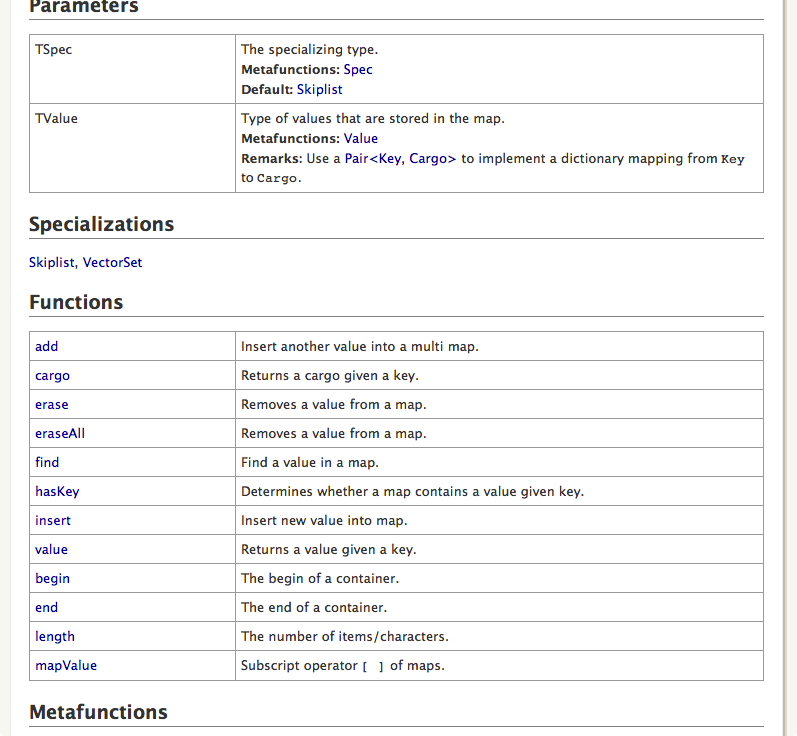 Parameters
TSpec
The specializing type.
Metafunctions: Spec
Default: Skiplist
TValue
Type of values that are stored in the map.
Metafunctions: Value
Remarks: Use a Pair<Key, Cargo> to implement a dictionary mapping from Key
to Cargo.
Specializations
Skiplist, VectorSet
Functions
add
Insert another value into a multi map.
cargo
Returns a cargo given a key.
erase
Removes a value from a map.
eraseAll
Removes a value from a map.
find
Find a value in a map.
hasKey
Determines whether a map contains a value given key.
insert
Insert new value into map.
value
Returns a value given a key.
begin
The begin of a container.
end
The end of a container.
length
The number of items/characters.
mapValue
Subscript operator [ ] of maps.
Metafunctions